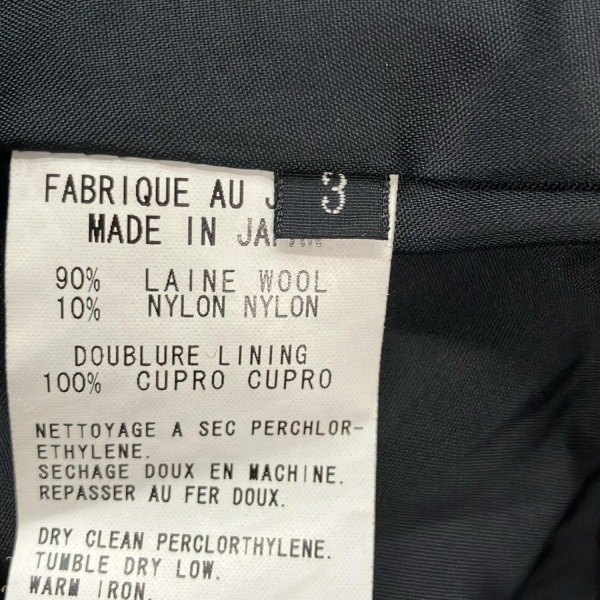 3
FABRIQUE AU
MADE IN JAPAN
90% LAINE WOOL
10% NYLON NYLON
DOUBLURE LINING
100% CUPRO CUPRO
NETTOYAGE A SEC PERCHLOR-
ETHYLENE.
SECHAGE DOUX EN MACHINE.
REPASSER AU FER DOUX.
DRY CLEAN PERCLORTHYLENE.
TUMBLE DRY LOW.
WARM IRON.